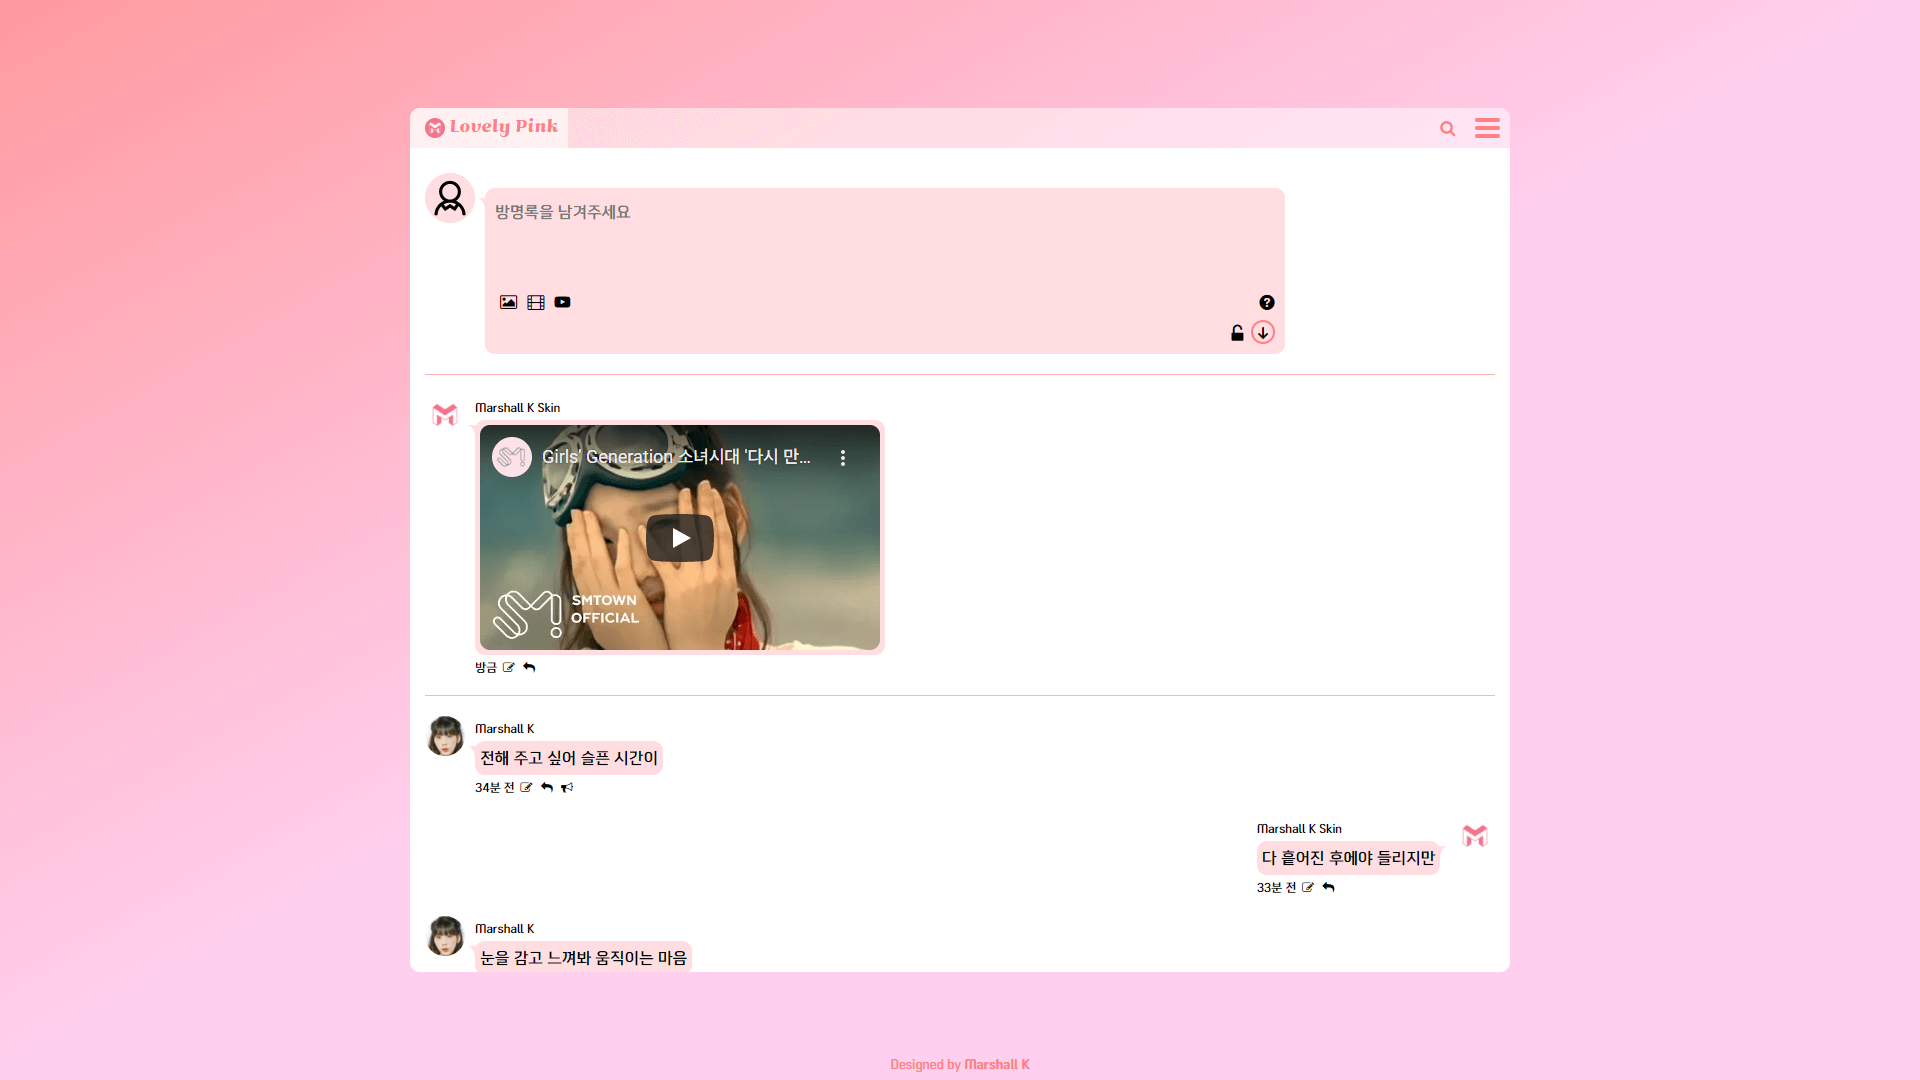 Lovely Pink
방명록을 남겨주세요
Marshall K Skin
Girls' Generation 소녀시대 '다시 만...
SMTOWN
OFFICIAL
방금
Marshall K
전해 주고 싶어 슬픈 시간이
34분 전
Marshall K Skin
다 흩어진 후에야 들리지만
33분 전
Marshall K
눈을 감고 느껴봐 움직이는 마음
Designed by Marshall K